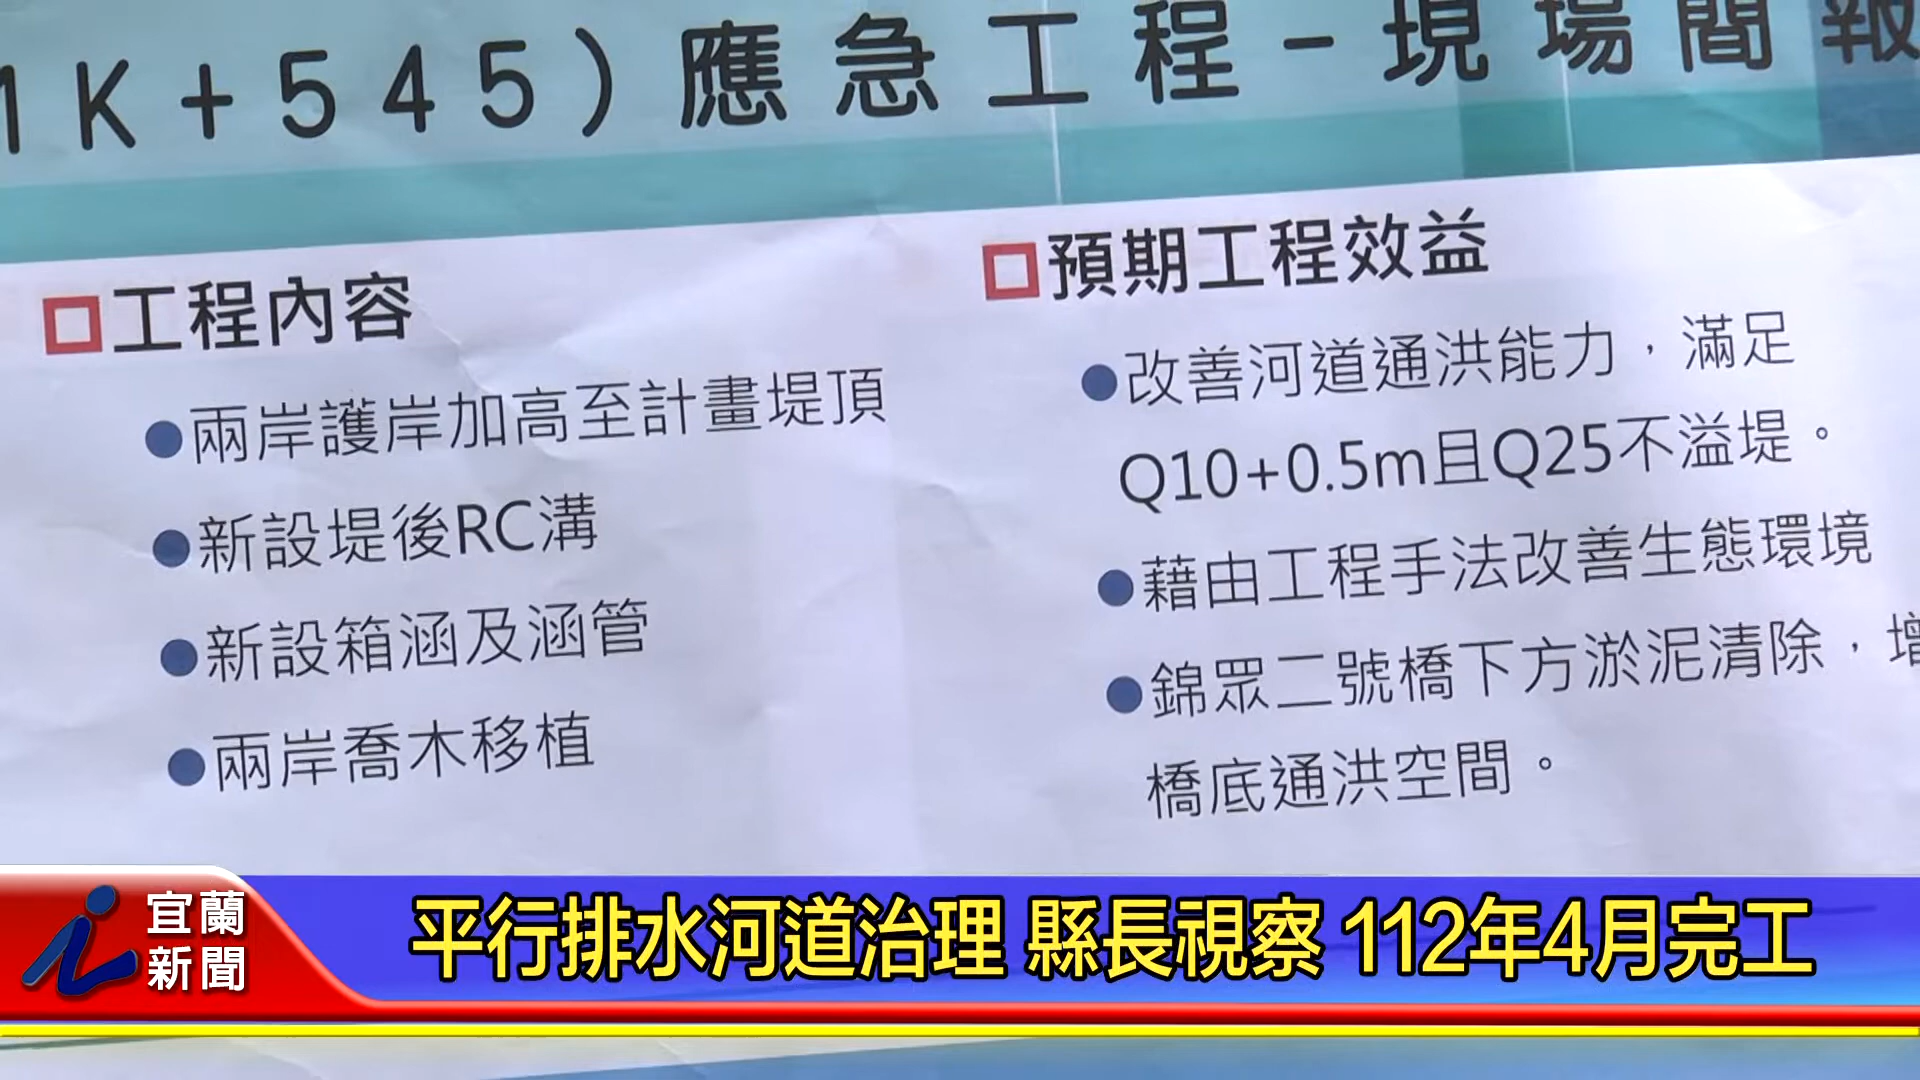 1K+545)應急工程-現場簡報
工程內容
兩岸護岸加高至計畫堤頂
新設堤後RC溝
新設箱涵及涵管
兩岸喬木移植
預期工程效益
改善河道通洪能力，滿足
Q10+0.5m且Q25不溢堤。
藉由工程手法改善生態環境
錦眾二號橋下方淤泥清除，增
橋底通洪空間。
宜蘭
新聞
平行排水河道治理 縣長視察 112年4月完工